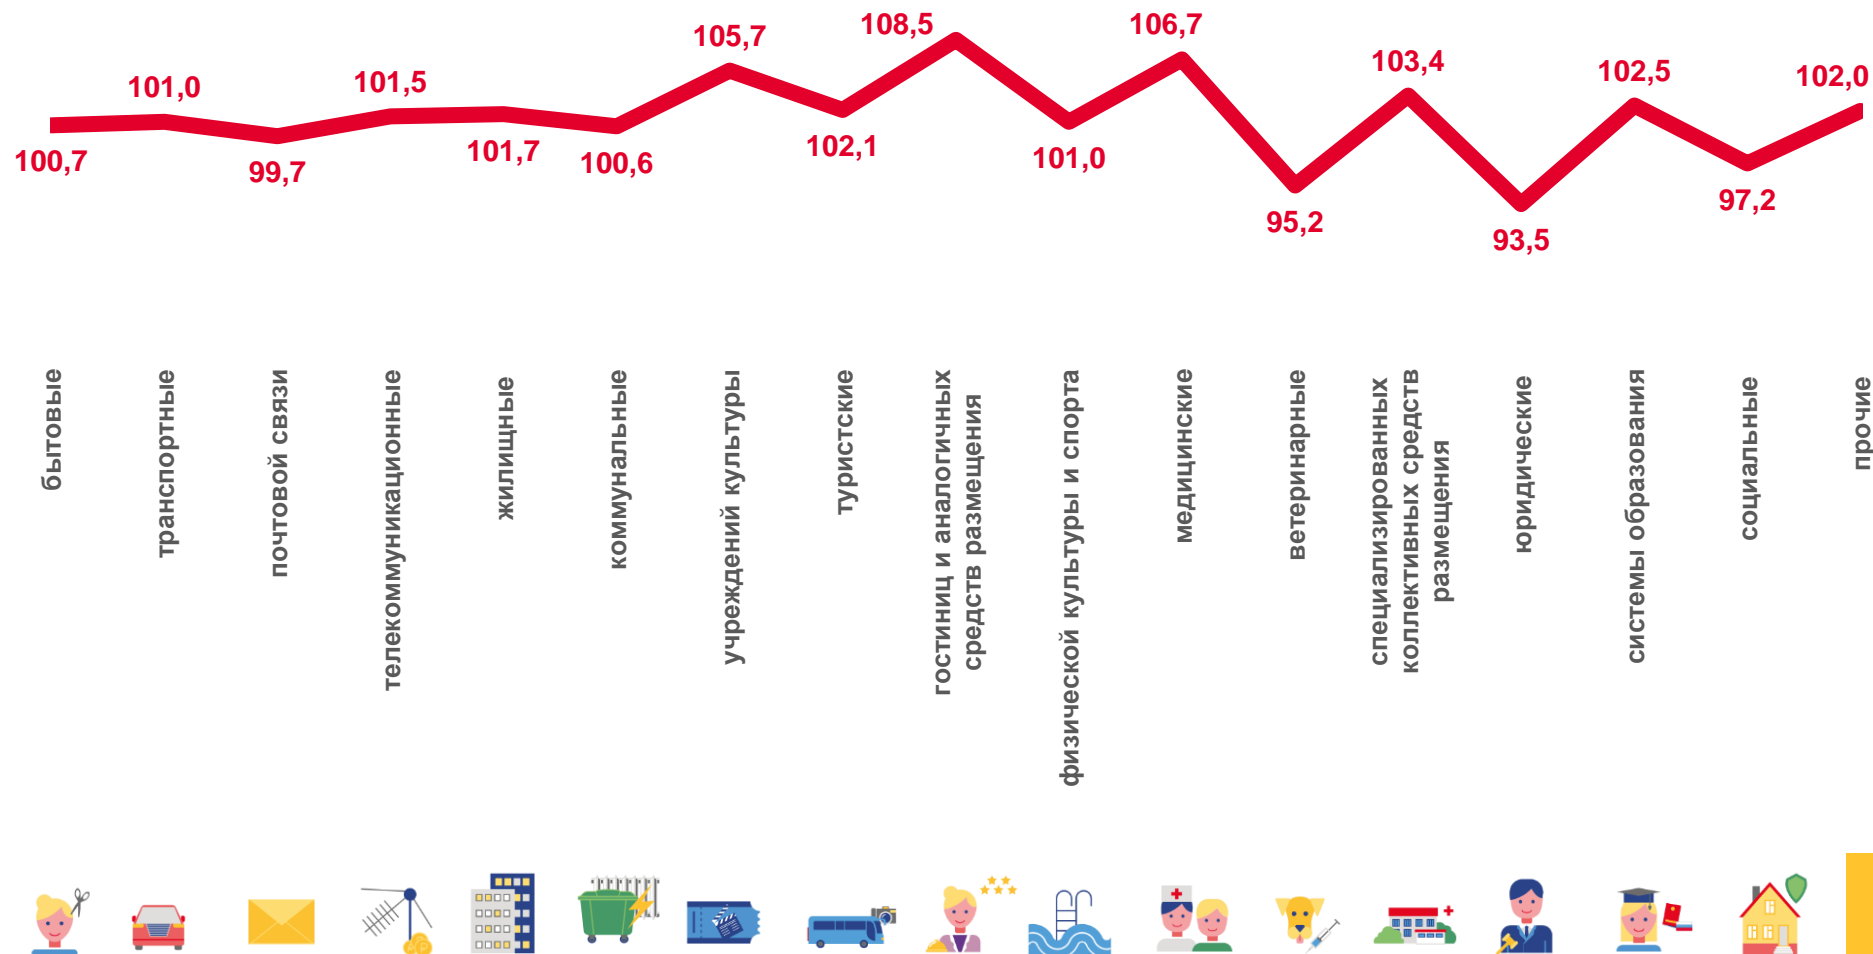 100,7
101,0
99,7
101,5
101,7
100,6
105,7
102,1
108,5
101,0
106,7
95,2
103,4
93,5
102,5
97,2
102,0
бытовые
транспортные
почтовой связи
телекоммуникационные
жилищные
коммунальные
учреждений культуры
туристские
гостиниц и аналогичных
средств размещения
физической культуры и спорта
медицинские
ветеринарные
специализированных
коллективных средств
размещения
юридические
системы образования
социальные
прочие